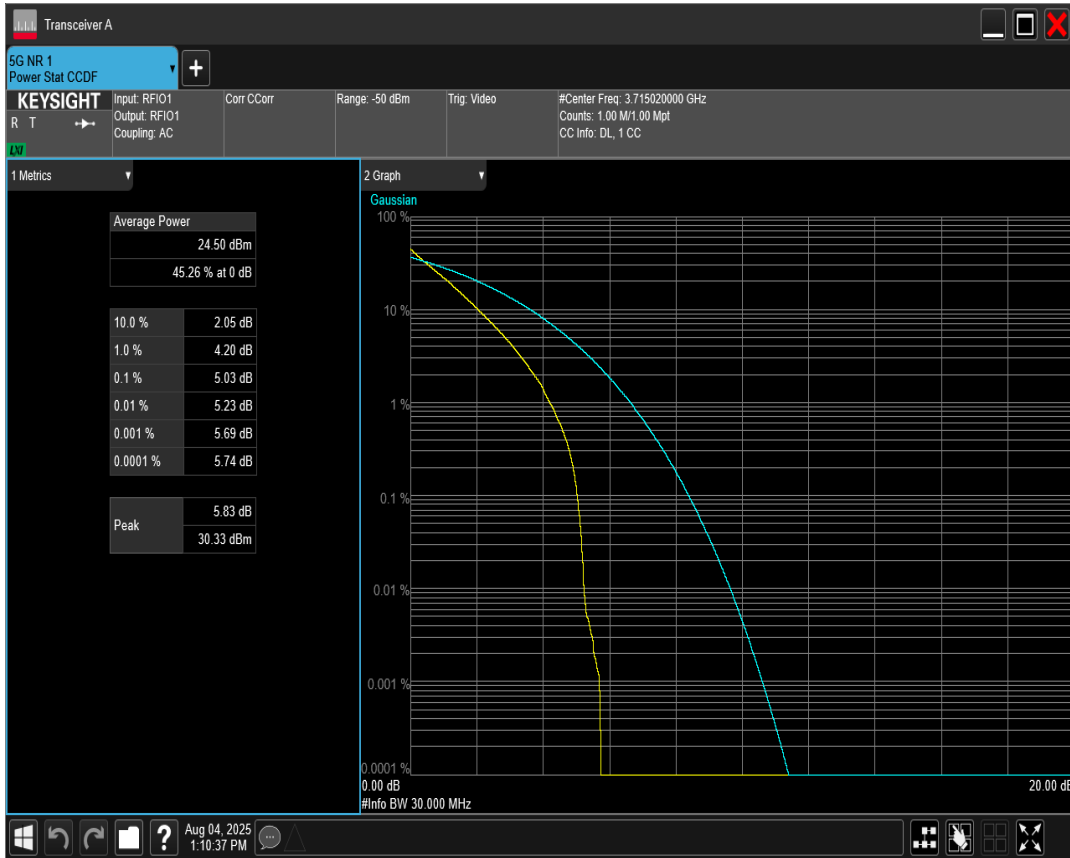 Transceiver A
5G NR 1
Power Stat CCDF
+
KEYSIGHT
R T
LXI
Input: RFIO1
Output: RFIO1
Coupling: AC
Corr CCorr
Range: -50 dBm
Trig: Video
#Center Freq: 3.715020000 GHz
Counts: 1.00 M/1.00 Mpt
CC Info: DL, 1 CC
1 Metrics
Average Power
24.50 dBm
45.26 % at 0 dB
10.0 % 2.05 dB
1.0 % 4.20 dB
0.1 % 5.03 dB
0.01 % 5.23 dB
0.001 % 5.69 dB
0.0001 % 5.74 dB
Peak
5.83 dB
30.33 dBm
2 Graph
Gaussian
100 %
10 %
1 %
0.1 %
0.01 %
0.001 %
0.0001 %
0.00 dB
20.00 dB
#Info BW 30.000 MHz
?
Aug 04, 2025
1:10:37 PM